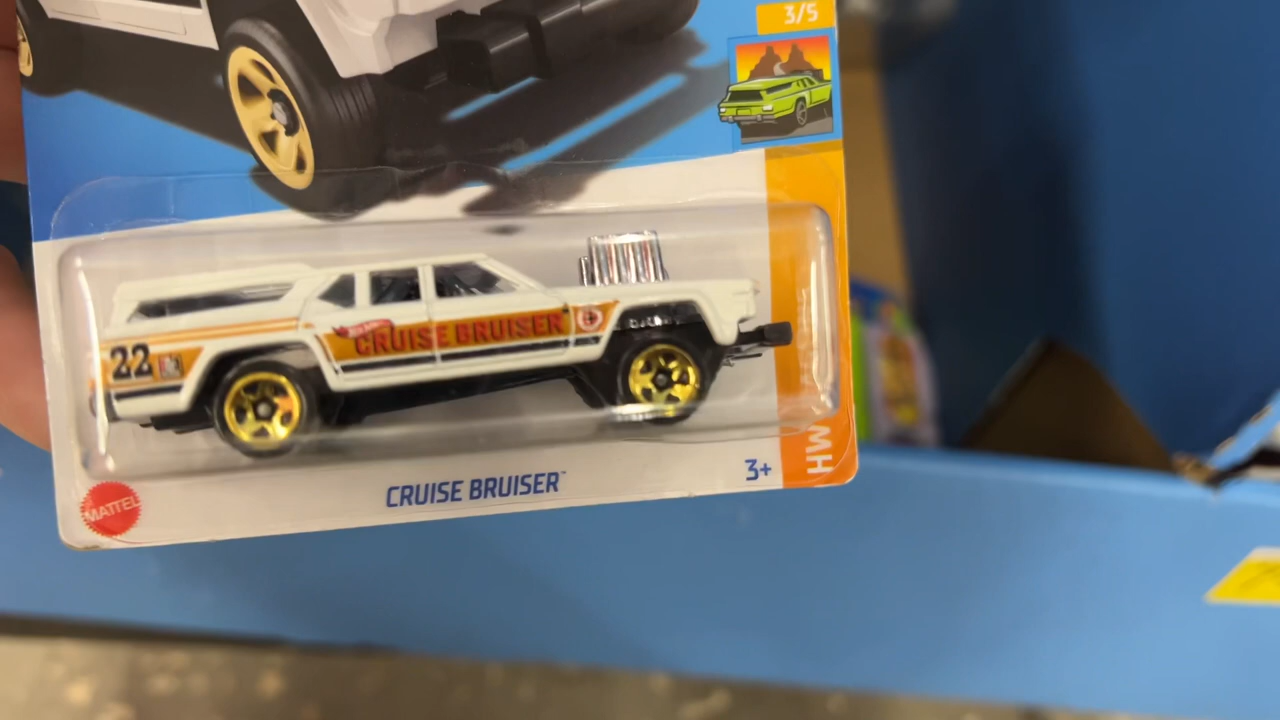 3/5
CRUISE BRUISER
22
HW
CRUISE BRUISER™
3+
MATTEL